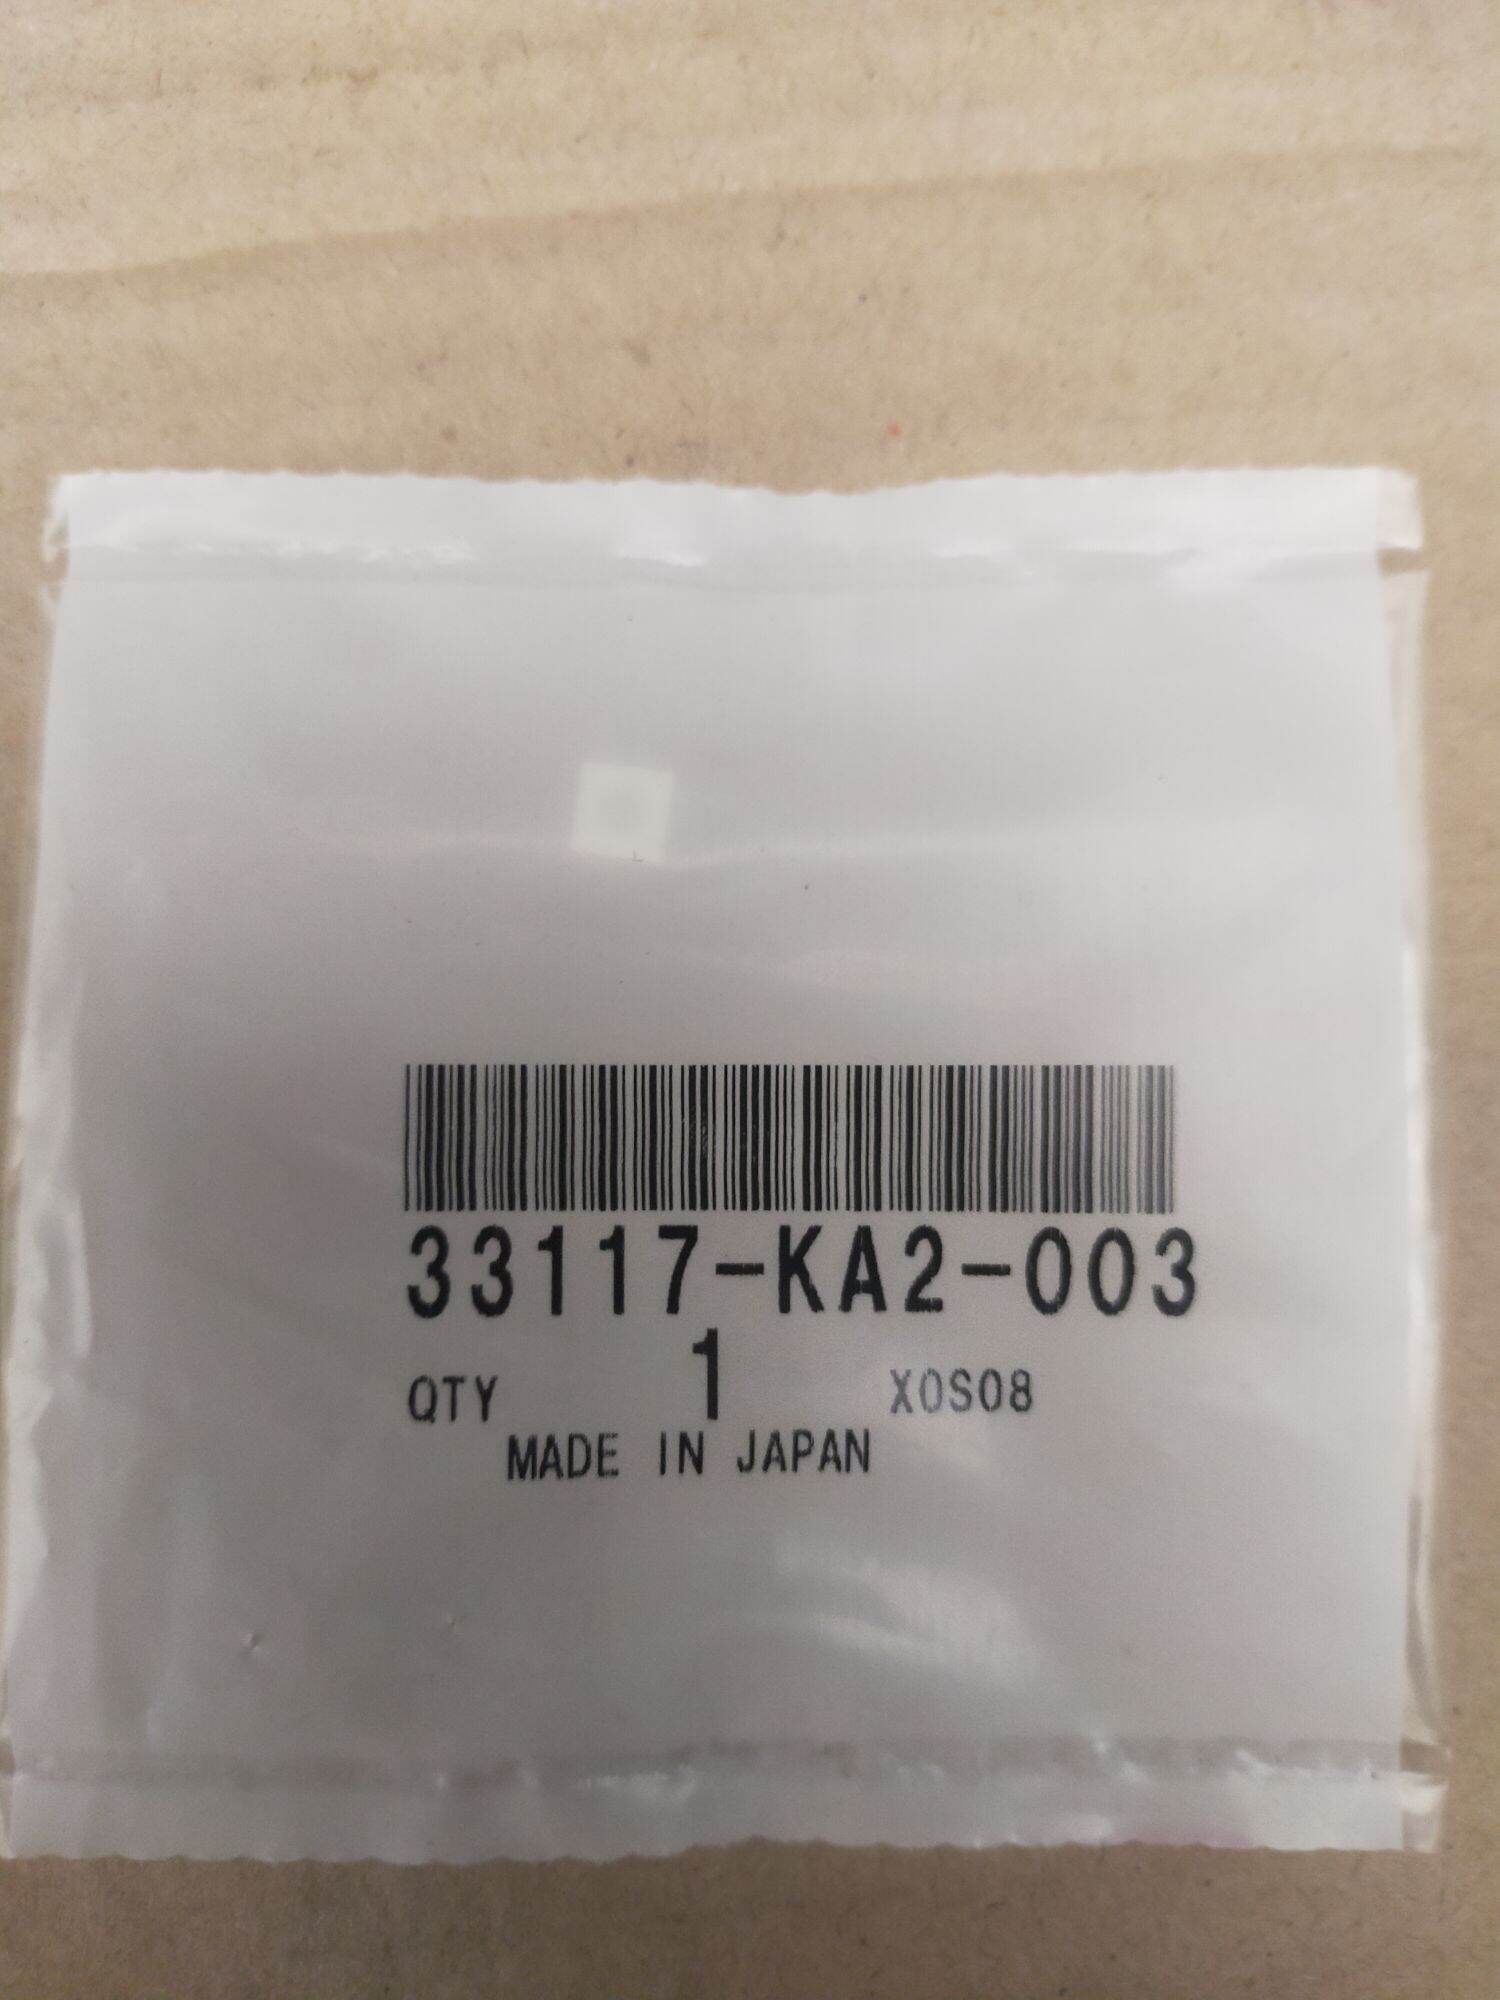 33117-KA2-003
QTY 1 X0S08
MADE IN JAPAN